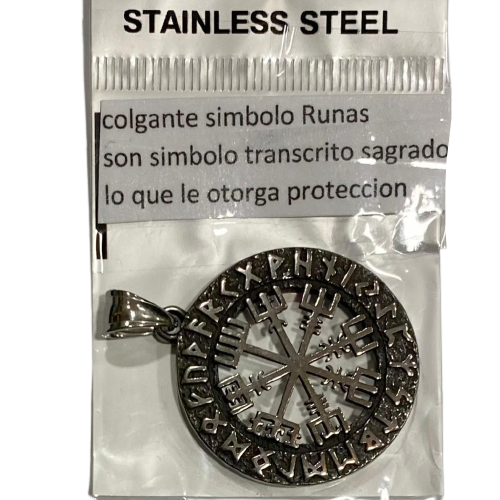 STAINLESS STEEL
colgante simbolo Runas
son simbolo transcrito sagrado
lo que le otorga proteccion